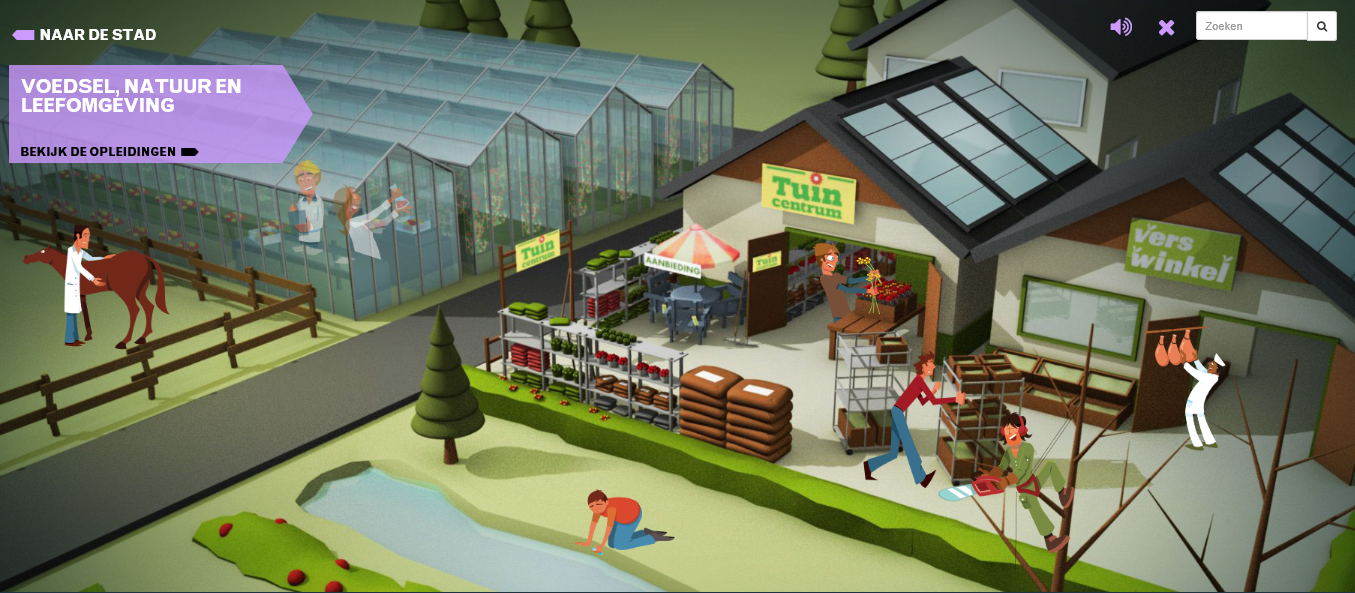 NAAR DE STAD
Zoeken
VOEDSEL, NATUUR EN
LEEFOMGEVING
BEKIJK DE OPLEIDINGEN
Tuin
centrum
Vers
winkel
Tuin
centrum
AANBIEDING
Tuin
centrum